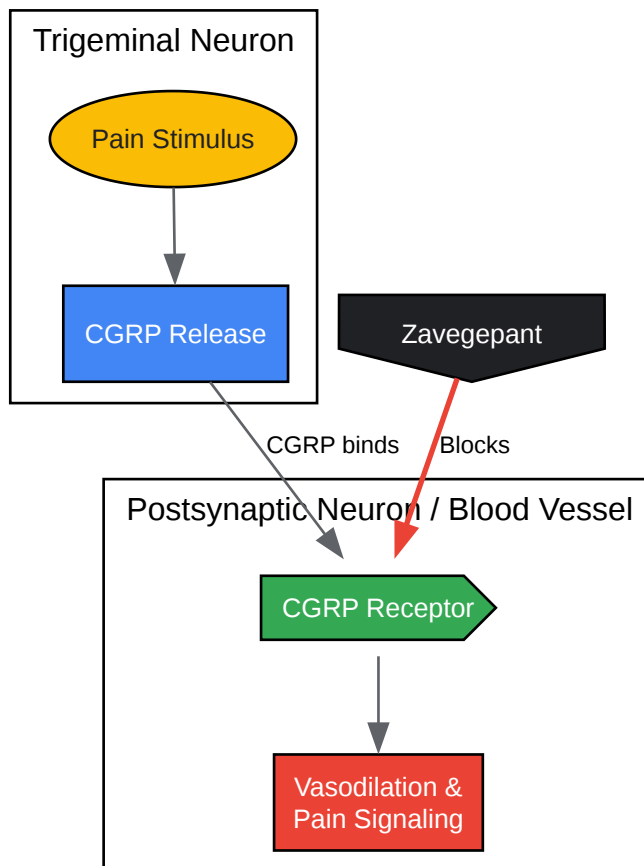 Trigeminal Neuron
Pain Stimulus
CGRP Release
Zavegepant
CGRP binds
Blocks
Postsynaptic Neuron / Blood Vessel
CGRP Receptor
Vasodilation &
Pain Signaling